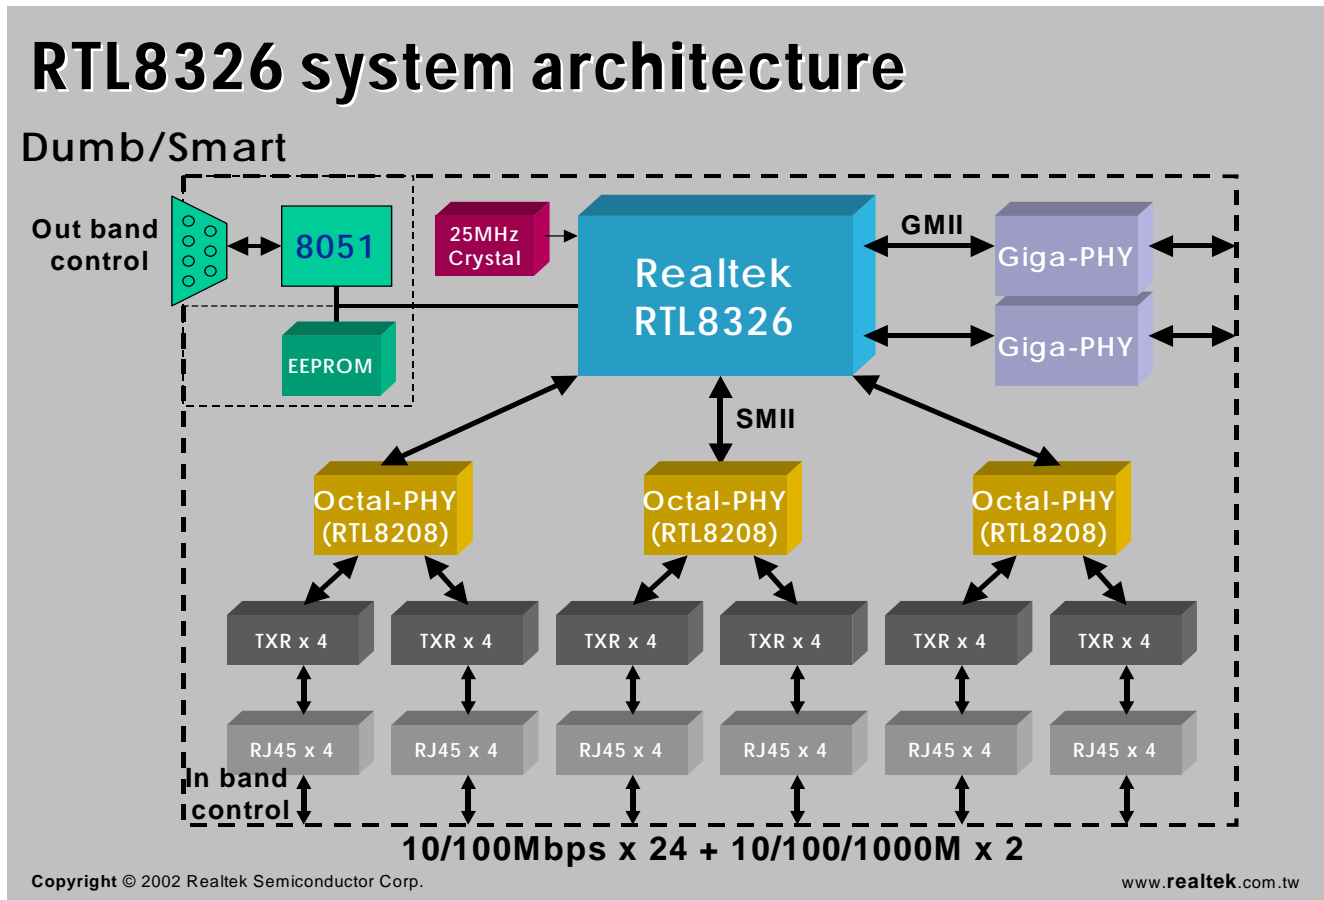 RTL8326 system architecture
Dumb/Smart
Out band
control
8051
EEPROM
25MHz
Crystal
Realtek
RTL8326
GMII
Giga-PHY
Giga-PHY
SMII
Octal-PHY
(RTL8208)
Octal-PHY
(RTL8208)
Octal-PHY
(RTL8208)
TXR x 4
TXR x 4
TXR x 4
TXR x 4
TXR x 4
TXR x 4
RJ45 x 4
RJ45 x 4
RJ45 x 4
RJ45 x 4
RJ45 x 4
RJ45 x 4
In band
control
10/100Mbps x 24 + 10/100/1000M x 2
Copyright © 2002 Realtek Semiconductor Corp.
www.realtek.com.tw